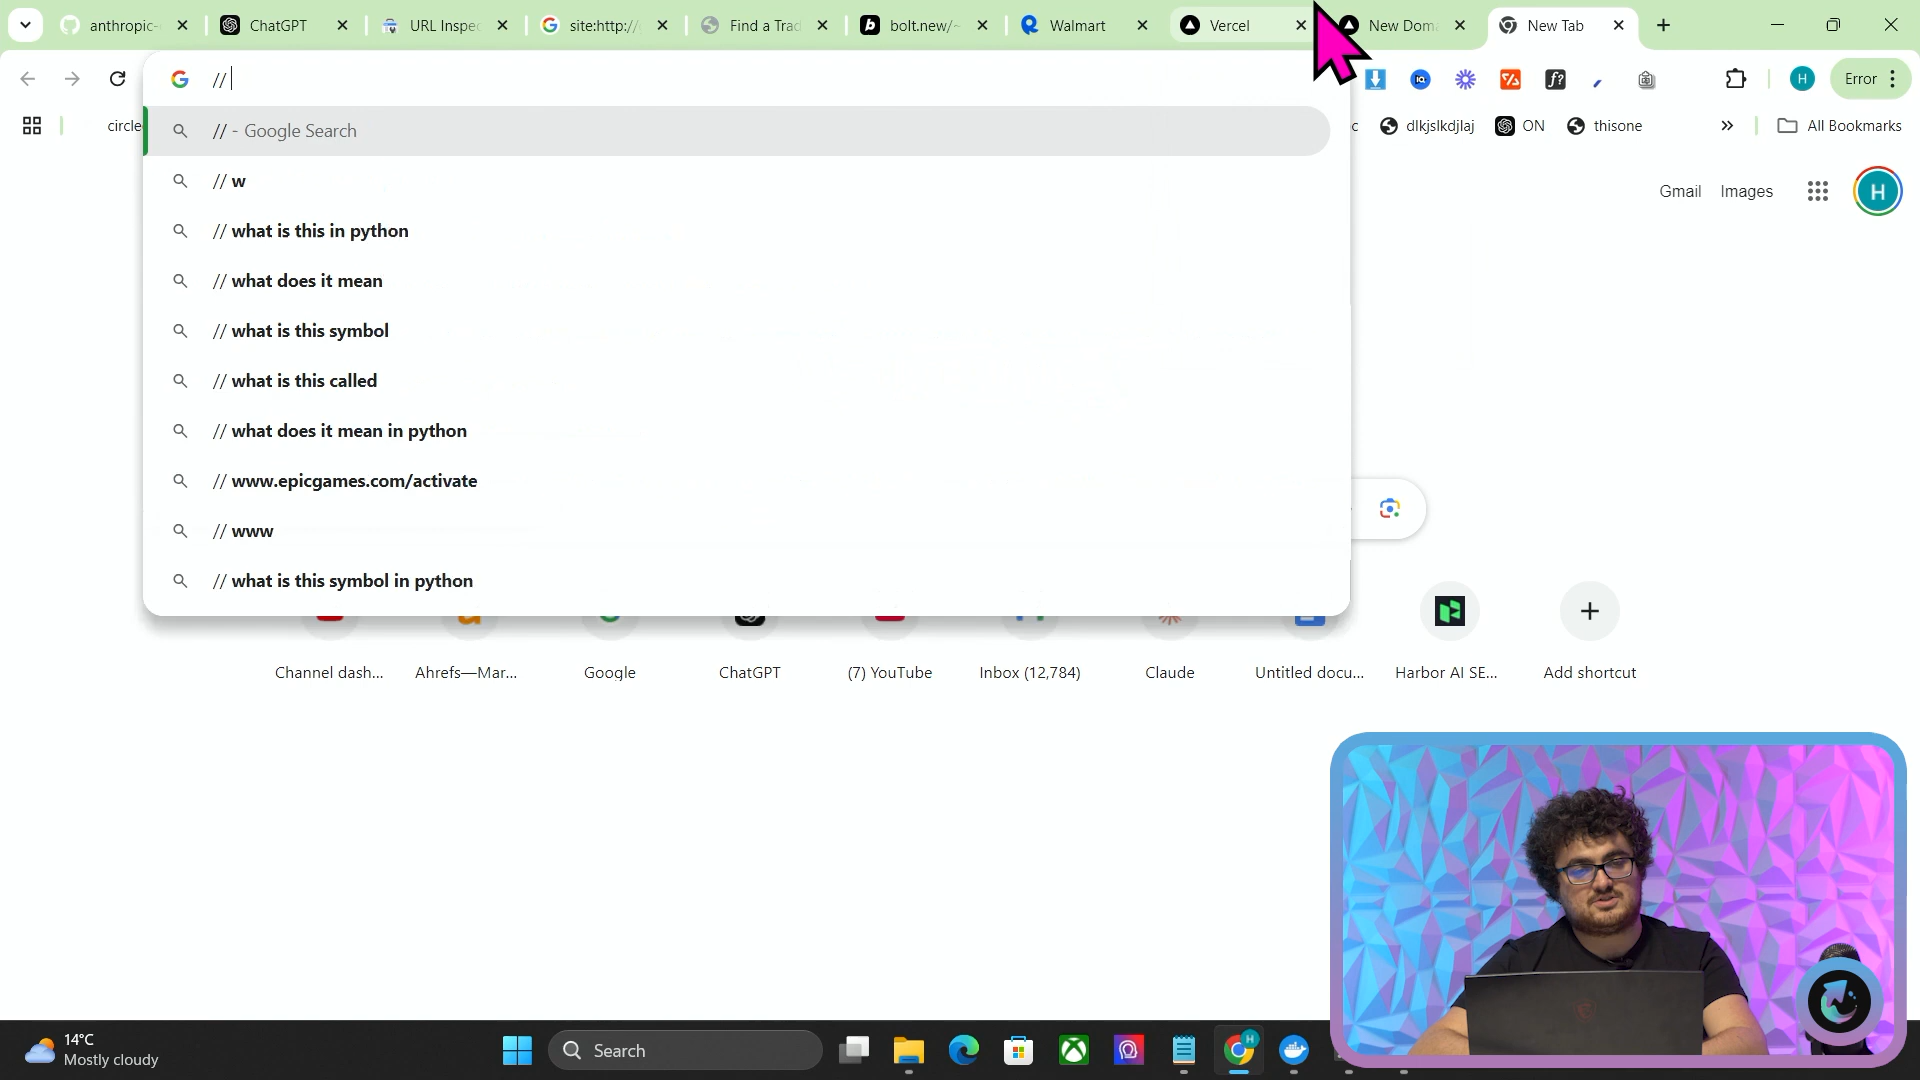 anthropic-
ChatGPT
URL Inspec
site:http://
Find a Trad
bolt.new/~
Walmart
Vercel
New Dom
New Tab
//
Error
circle
// - Google Search
c
dlkjslkdjlaj
ON
thisone
All Bookmarks
// w
Gmail
Images
H
// what is this in python
// what does it mean
// what is this symbol
// what is this called
// what does it mean in python
// www.epicgames.com/activate
// www
// what is this symbol in python
Channel dash...
Ahrefs—Mar...
Google
ChatGPT
(7) YouTube
Inbox (12,784)
Claude
Untitled docu...
Harbor AI SE...
Add shortcut
14°C
Mostly cloudy
Search